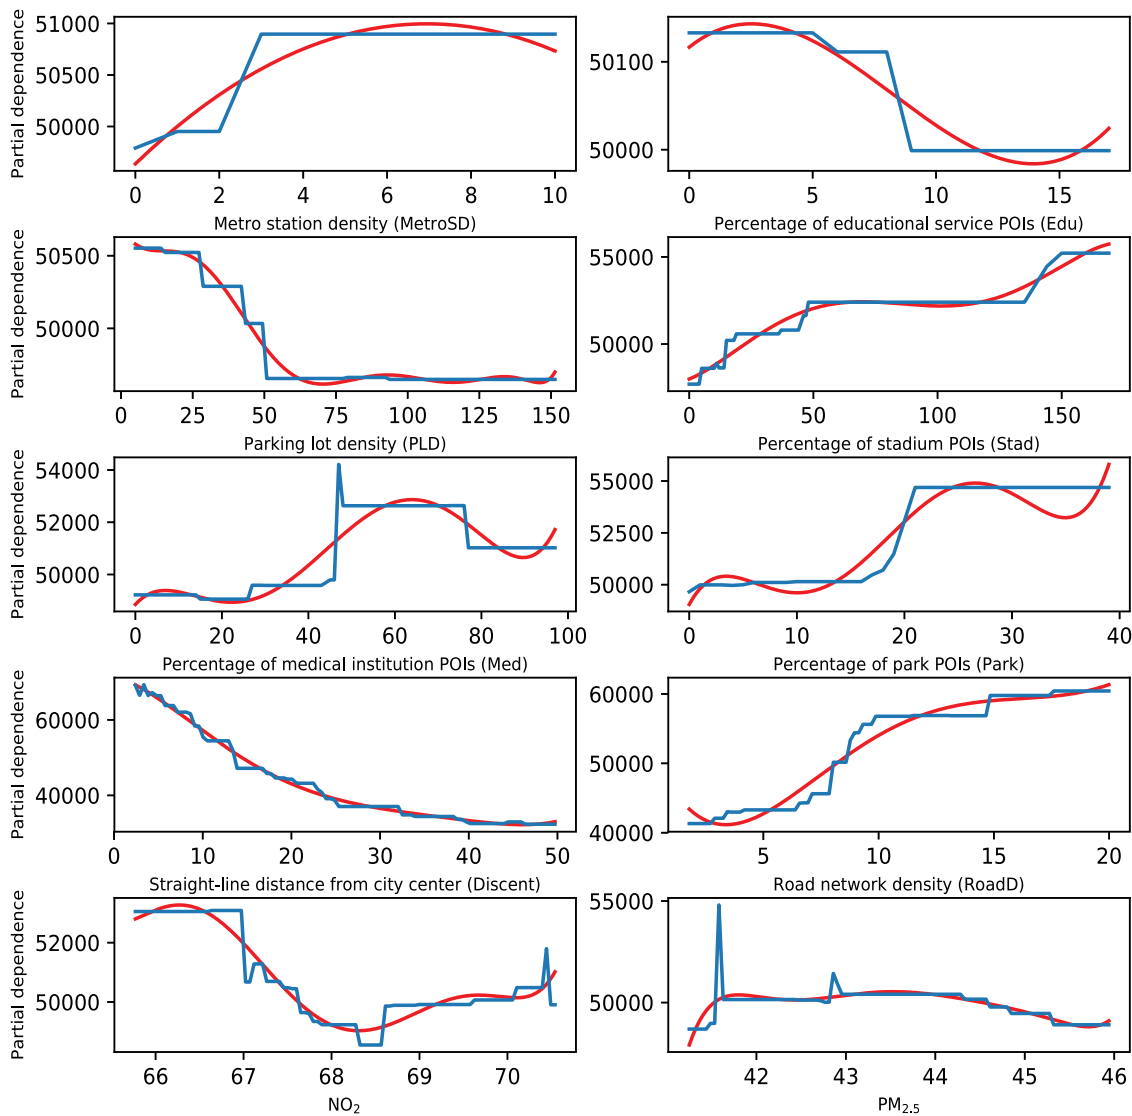 Partial dependence
51000
50500
50000
0 2 4 6 8 10
Metro station density (MetroSD)
50100
50000
0 5 10 15
Percentage of educational service POIs (Edu)
Partial dependence
50500
50000
5 25 50 75 100 125 150
Parking lot density (PLD)
55000
50000
0 50 100 150
Percentage of stadium POIs (Stad)
Partial dependence
54000
52000
50000
0 20 40 60 80 100
Percentage of medical institution POIs (Med)
55000
52500
50000
0 10 20 30 40
Percentage of park POIs (Park)
Partial dependence
60000
40000
0 10 20 30 40 50
Straight-line distance from city center (Discent)
60000
50000
40000
5 10 15 20
Road network density (RoadD)
Partial dependence
52000
50000
66 67 68 69 70
NO₂
55000
50000
42 43 44 45 46
PM₂.₅